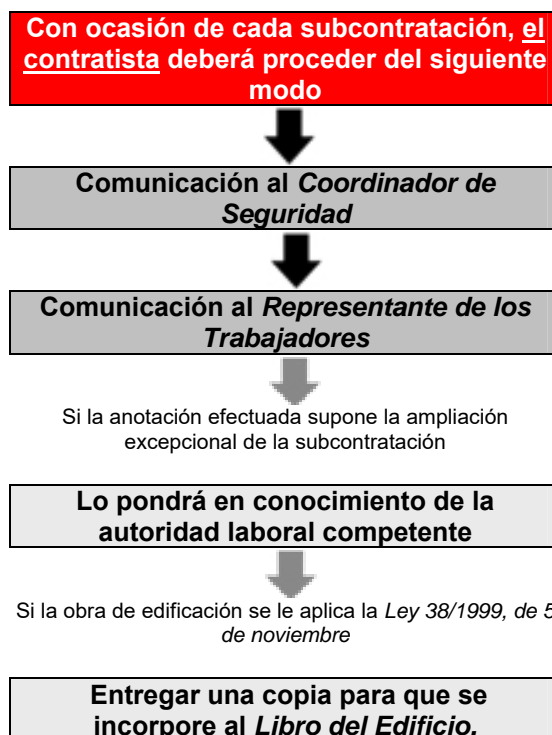 Con ocasión de cada subcontratación, el
contratista deberá proceder del siguiente
modo
Comunicación al Coordinador de
Seguridad
Comunicación al Representante de los
Trabajadores
Si la anotación efectuada supone la ampliación
excepcional de la subcontratación
Lo pondrá en conocimiento de la
autoridad laboral competente
Si la obra de edificación se le aplica la Ley 38/1999, de 5
de noviembre
Entregar una copia para que se
incorpore al Libro del Edificio.